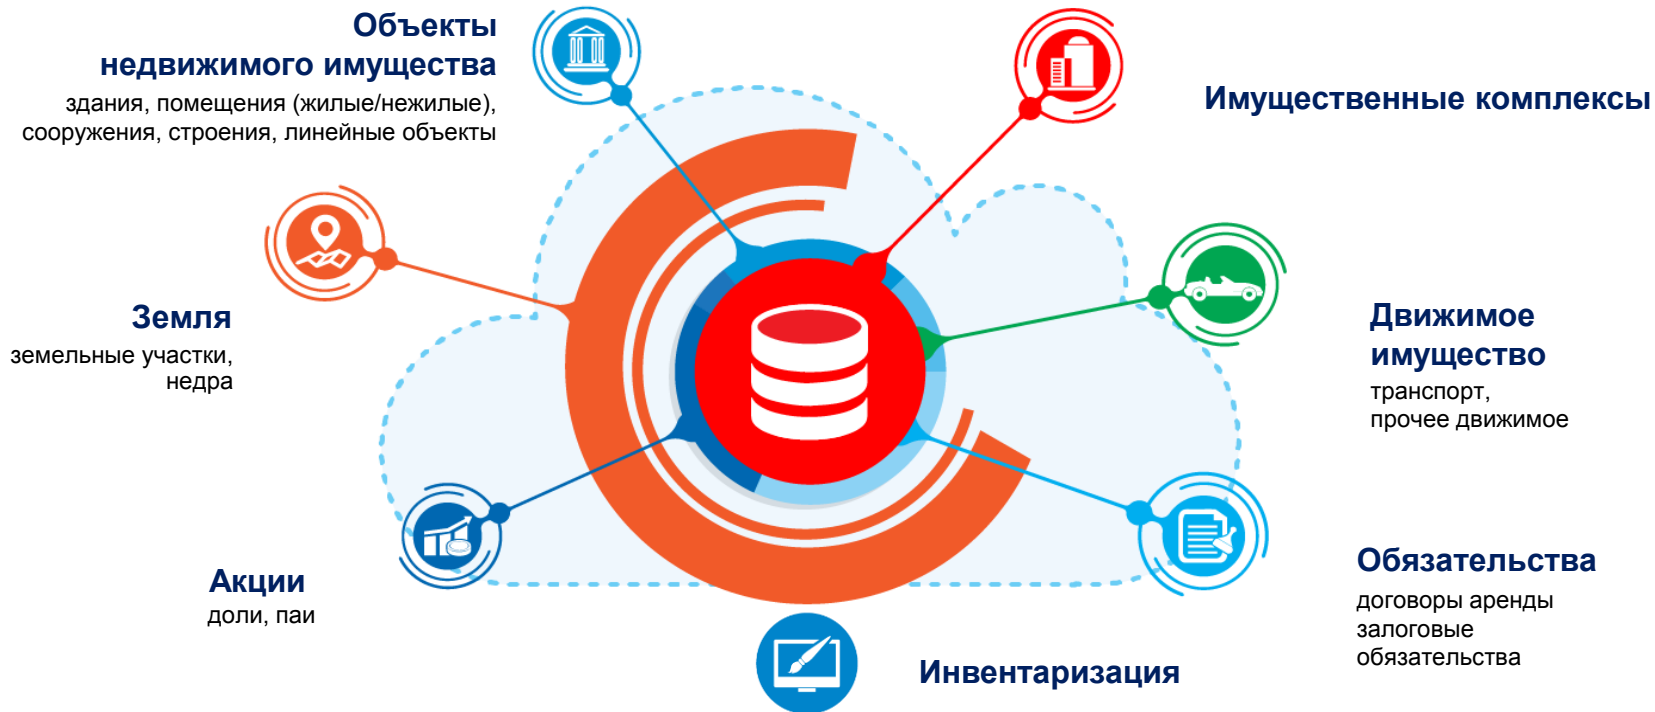 Объекты
недвижимого имущества
здания, помещения (жилые/нежилые),
сооружения, строения, линейные объекты
Имущественные комплексы
Земля
земельные участки,
недра
Движимое
имущество
транспорт,
прочее движимое
Акции
доли, паи
Обязательства
договоры аренды
залоговые
обязательства
Инвентаризация